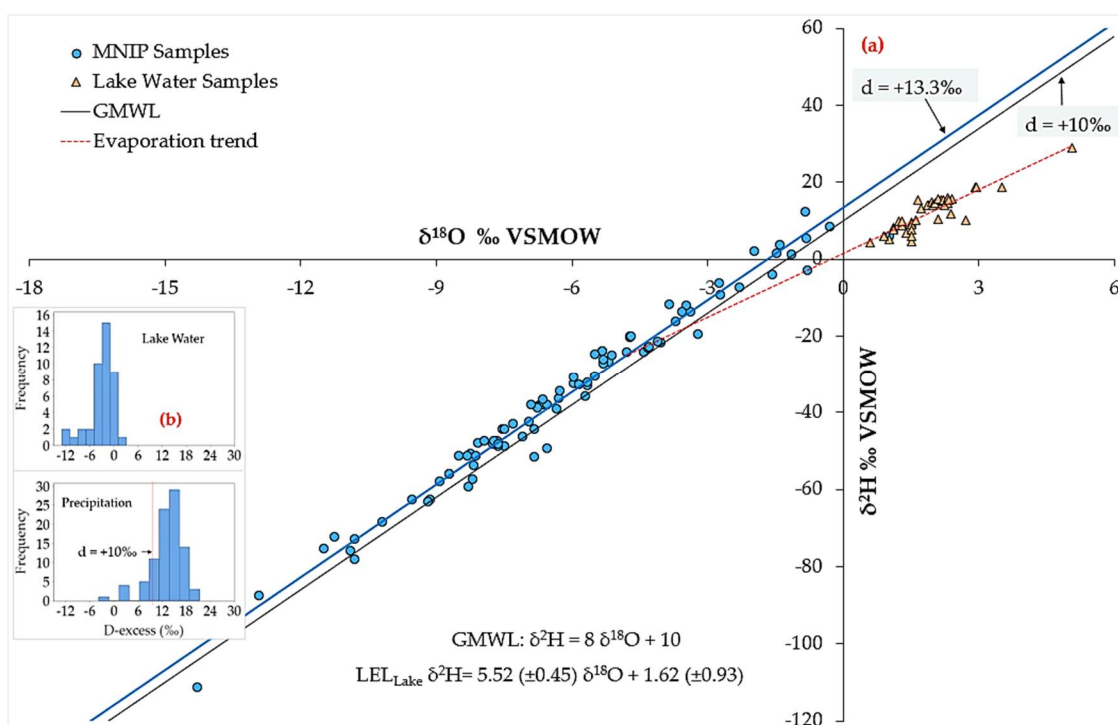 60
(a)
MNIP Samples
Lake Water Samples
GMWL
Evaporation trend
d = +13.3‰
d = +10‰
40
20
δ18O ‰ VSMOW
0
-18 -15 -12 -9 -6 -3 0 3 6
-20
-40
-60
-80
-100
-120
δ2H ‰ VSMOW
16
14
12
10
8
6
4
2
0
Frequency
Lake Water
(b)
-12 -6 0 6 12 18 24 30
30
25
20
15
10
5
0
Frequency
Precipitation
d = +10‰
-12 -6 0 6 12 18 24 30
D-excess (‰)
GMWL: δ2H = 8 δ18O + 10
LELLake δ2H= 5.52 (±0.45) δ18O + 1.62 (±0.93)